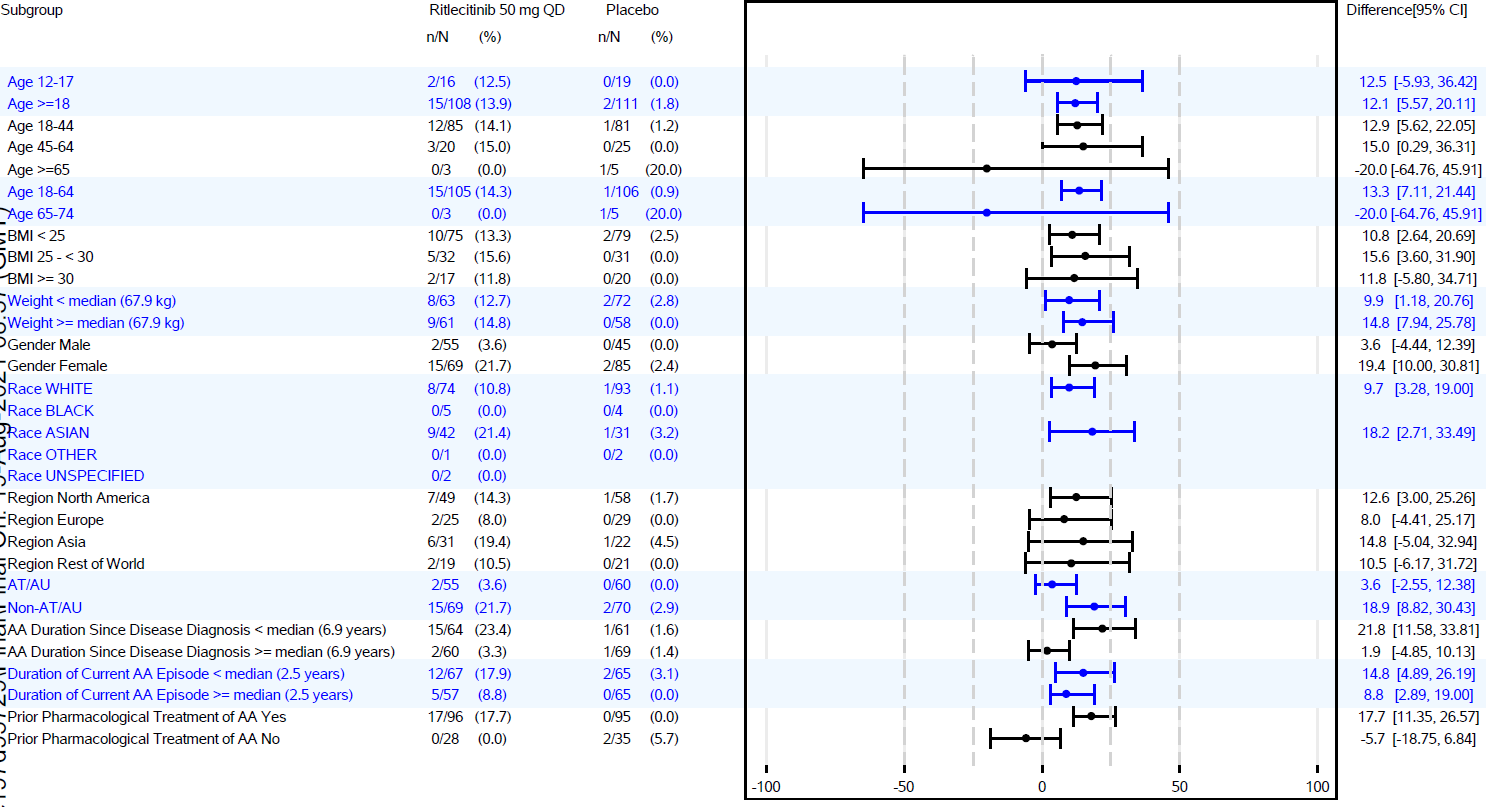 Subgroup Ritlecitinib 50 mg QD Placebo Difference[95% CI]
n/N (%) n/N (%)
Age 12-17 2/16 (12.5) 0/19 (0.0) 12.5 [-5.93, 36.42]
Age >=18 15/108 (13.9) 2/111 (1.8) 12.1 [5.57, 20.11]
Age 18-44 12/85 (14.1) 1/81 (1.2) 12.9 [5.62, 22.05]
Age 45-64 3/20 (15.0) 0/25 (0.0) 15.0 [0.29, 36.31]
Age >=65 0/3 (0.0) 1/5 (20.0) -20.0 [-64.76, 45.91]
Age 18-64 15/105 (14.3) 1/106 (0.9) 13.3 [7.11, 21.44]
Age 65-74 0/3 (0.0) 1/5 (20.0) -20.0 [-64.76, 45.91]
BMI < 25 10/75 (13.3) 2/79 (2.5) 10.8 [2.64, 20.69]
BMI 25 - < 30 5/32 (15.6) 0/31 (0.0) 15.6 [3.60, 31.90]
BMI >= 30 2/17 (11.8) 0/20 (0.0) 11.8 [-5.80, 34.71]
Weight < median (67.9 kg) 8/63 (12.7) 2/72 (2.8) 9.9 [1.18, 20.76]
Weight >= median (67.9 kg) 9/61 (14.8) 0/58 (0.0) 14.8 [7.94, 25.78]
Gender Male 2/55 (3.6) 0/45 (0.0) 3.6 [-4.44, 12.39]
Gender Female 15/69 (21.7) 2/85 (2.4) 19.4 [10.00, 30.81]
Race WHITE 8/74 (10.8) 1/93 (1.1) 9.7 [3.28, 19.00]
Race BLACK 0/5 (0.0) 0/4 (0.0)
Race ASIAN 9/42 (21.4) 1/31 (3.2) 18.2 [2.71, 33.49]
Race OTHER 0/1 (0.0) 0/2 (0.0)
Race UNSPECIFIED 0/2 (0.0)
Region North America 7/49 (14.3) 1/58 (1.7) 12.6 [3.00, 25.26]
Region Europe 2/25 (8.0) 0/29 (0.0) 8.0 [-4.41, 25.17]
Region Asia 6/31 (19.4) 1/22 (4.5) 14.8 [-5.04, 32.94]
Region Rest of World 2/19 (10.5) 0/21 (0.0) 10.5 [-6.17, 31.72]
AT/AU 2/55 (3.6) 0/60 (0.0) 3.6 [-2.55, 12.38]
Non-AT/AU 15/69 (21.7) 2/70 (2.9) 18.9 [8.82, 30.43]
AA Duration Since Disease Diagnosis < median (6.9 years) 15/64 (23.4) 1/61 (1.6) 21.8 [11.58, 33.81]
AA Duration Since Disease Diagnosis >= median (6.9 years) 2/60 (3.3) 1/69 (1.4) 1.9 [-4.85, 10.13]
Duration of Current AA Episode < median (2.5 years) 12/67 (17.9) 2/65 (3.1) 14.8 [4.89, 26.19]
Duration of Current AA Episode >= median (2.5 years) 5/57 (8.8) 0/65 (0.0) 8.8 [2.89, 19.00]
Prior Pharmacological Treatment of AA Yes 17/96 (17.7) 0/95 (0.0) 17.7 [11.35, 26.57]
Prior Pharmacological Treatment of AA No 0/28 (0.0) 2/35 (5.7) -5.7 [-18.75, 6.84]
-100 -50 0 50 100